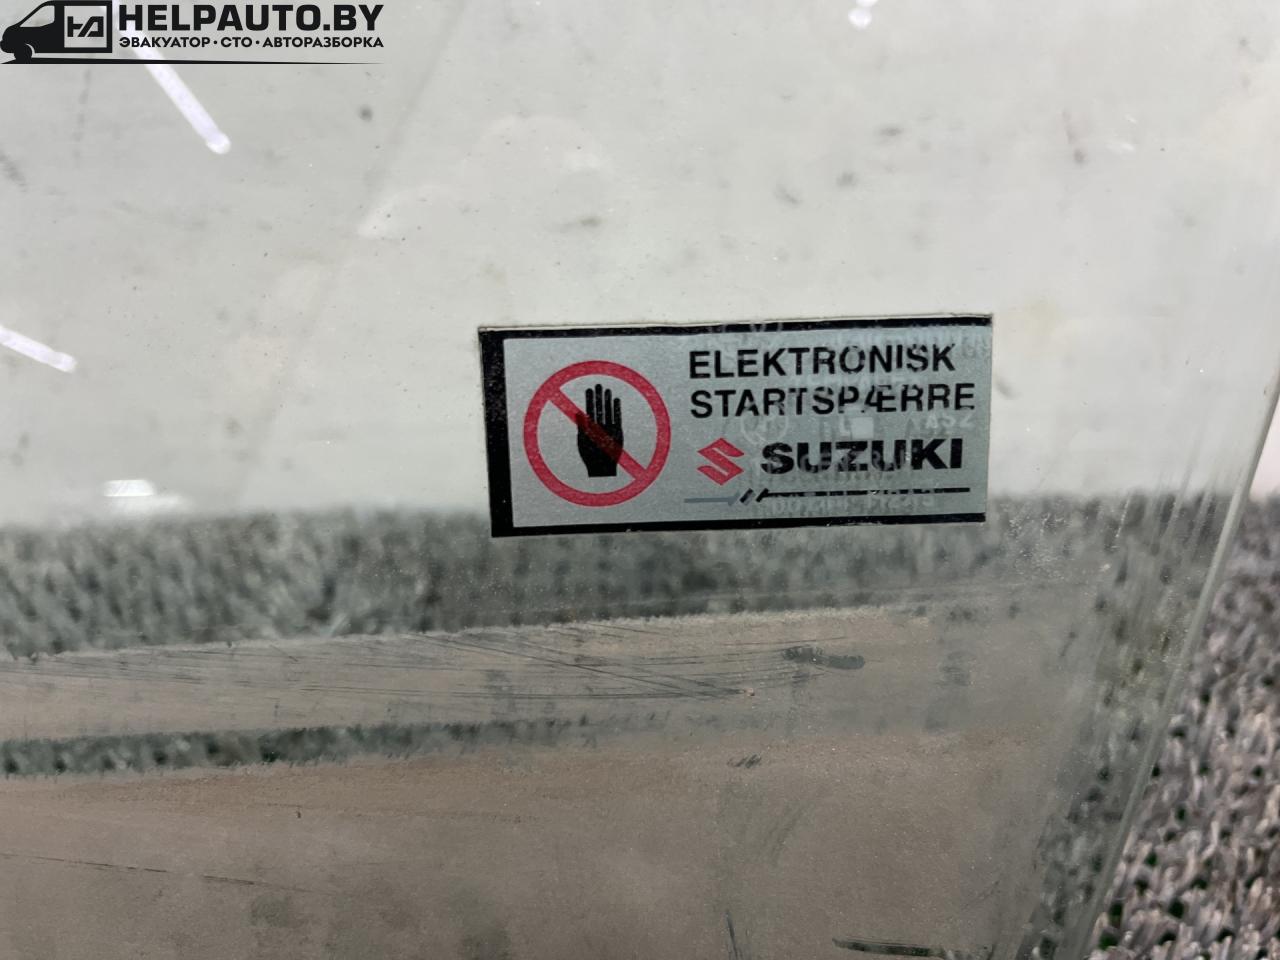 HELPAUTO.BY
ЭВАКУАТОР • СТО • АВТОРАЗБОРКА
ELEKTRONISK
STARTSPÆRRE
SUZUKI